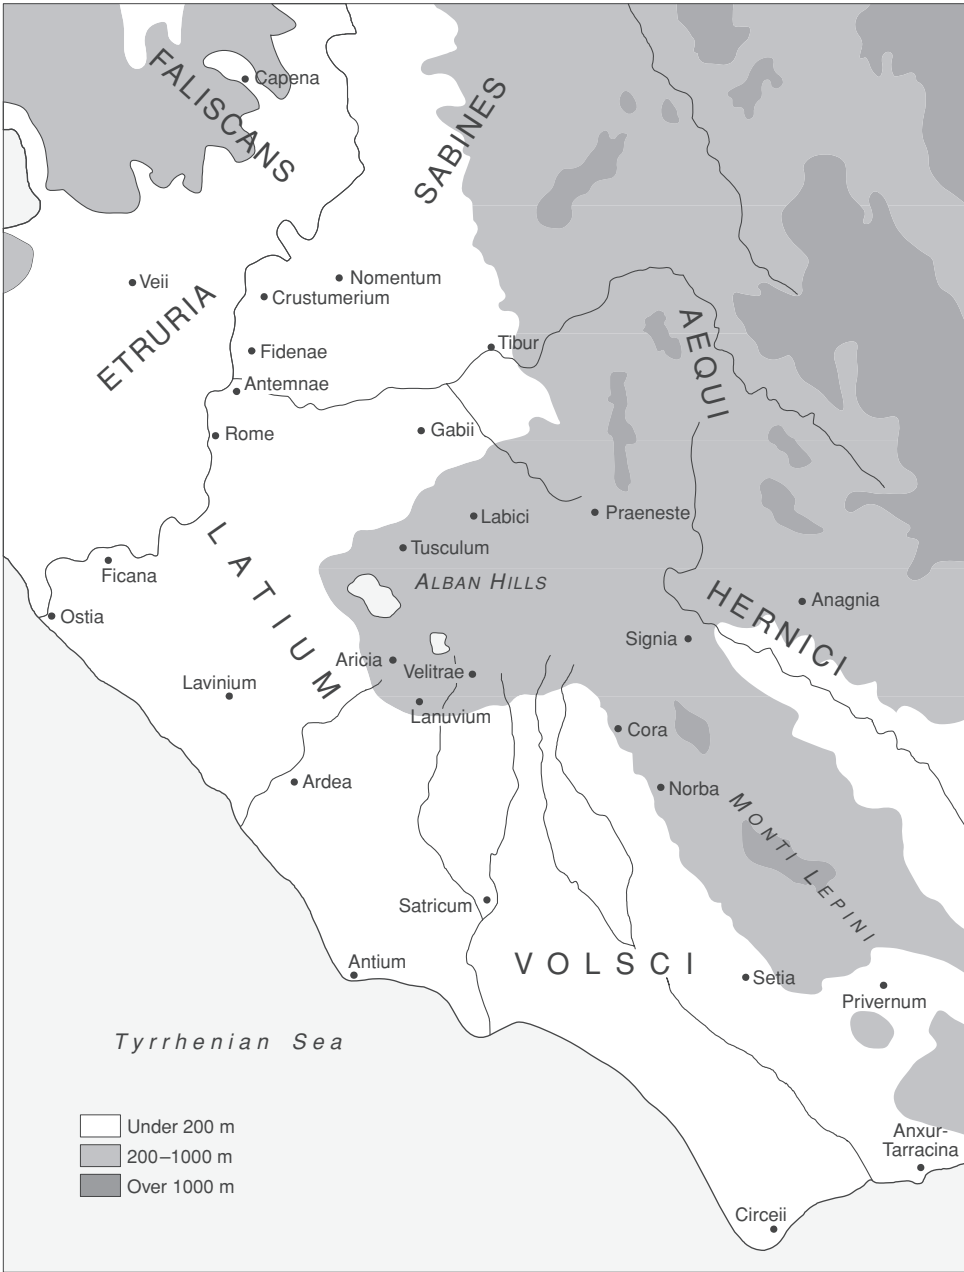 FALISCANS
Capena
SABINES
Veii
Nomentum
Crustumerium
ETRURIA
Fidenae
Tibur
AEQUI
Antemnae
Rome
Gabii
Labici
Praeneste
LATIUM
Tusculum
Ficana
ALBAN HILLS
HERNICI
Anagnia
Ostia
Signia
Aricia
Velitrae
Lavinium
Lanuvium
Cora
Ardea
Norba
MONTI LEPINI
Satricum
VOLSCI
Antium
Setia
Privernum
Tyrrhenian Sea
Under 200 m
200–1000 m
Over 1000 m
Anxur-
Tarracina
Circeii